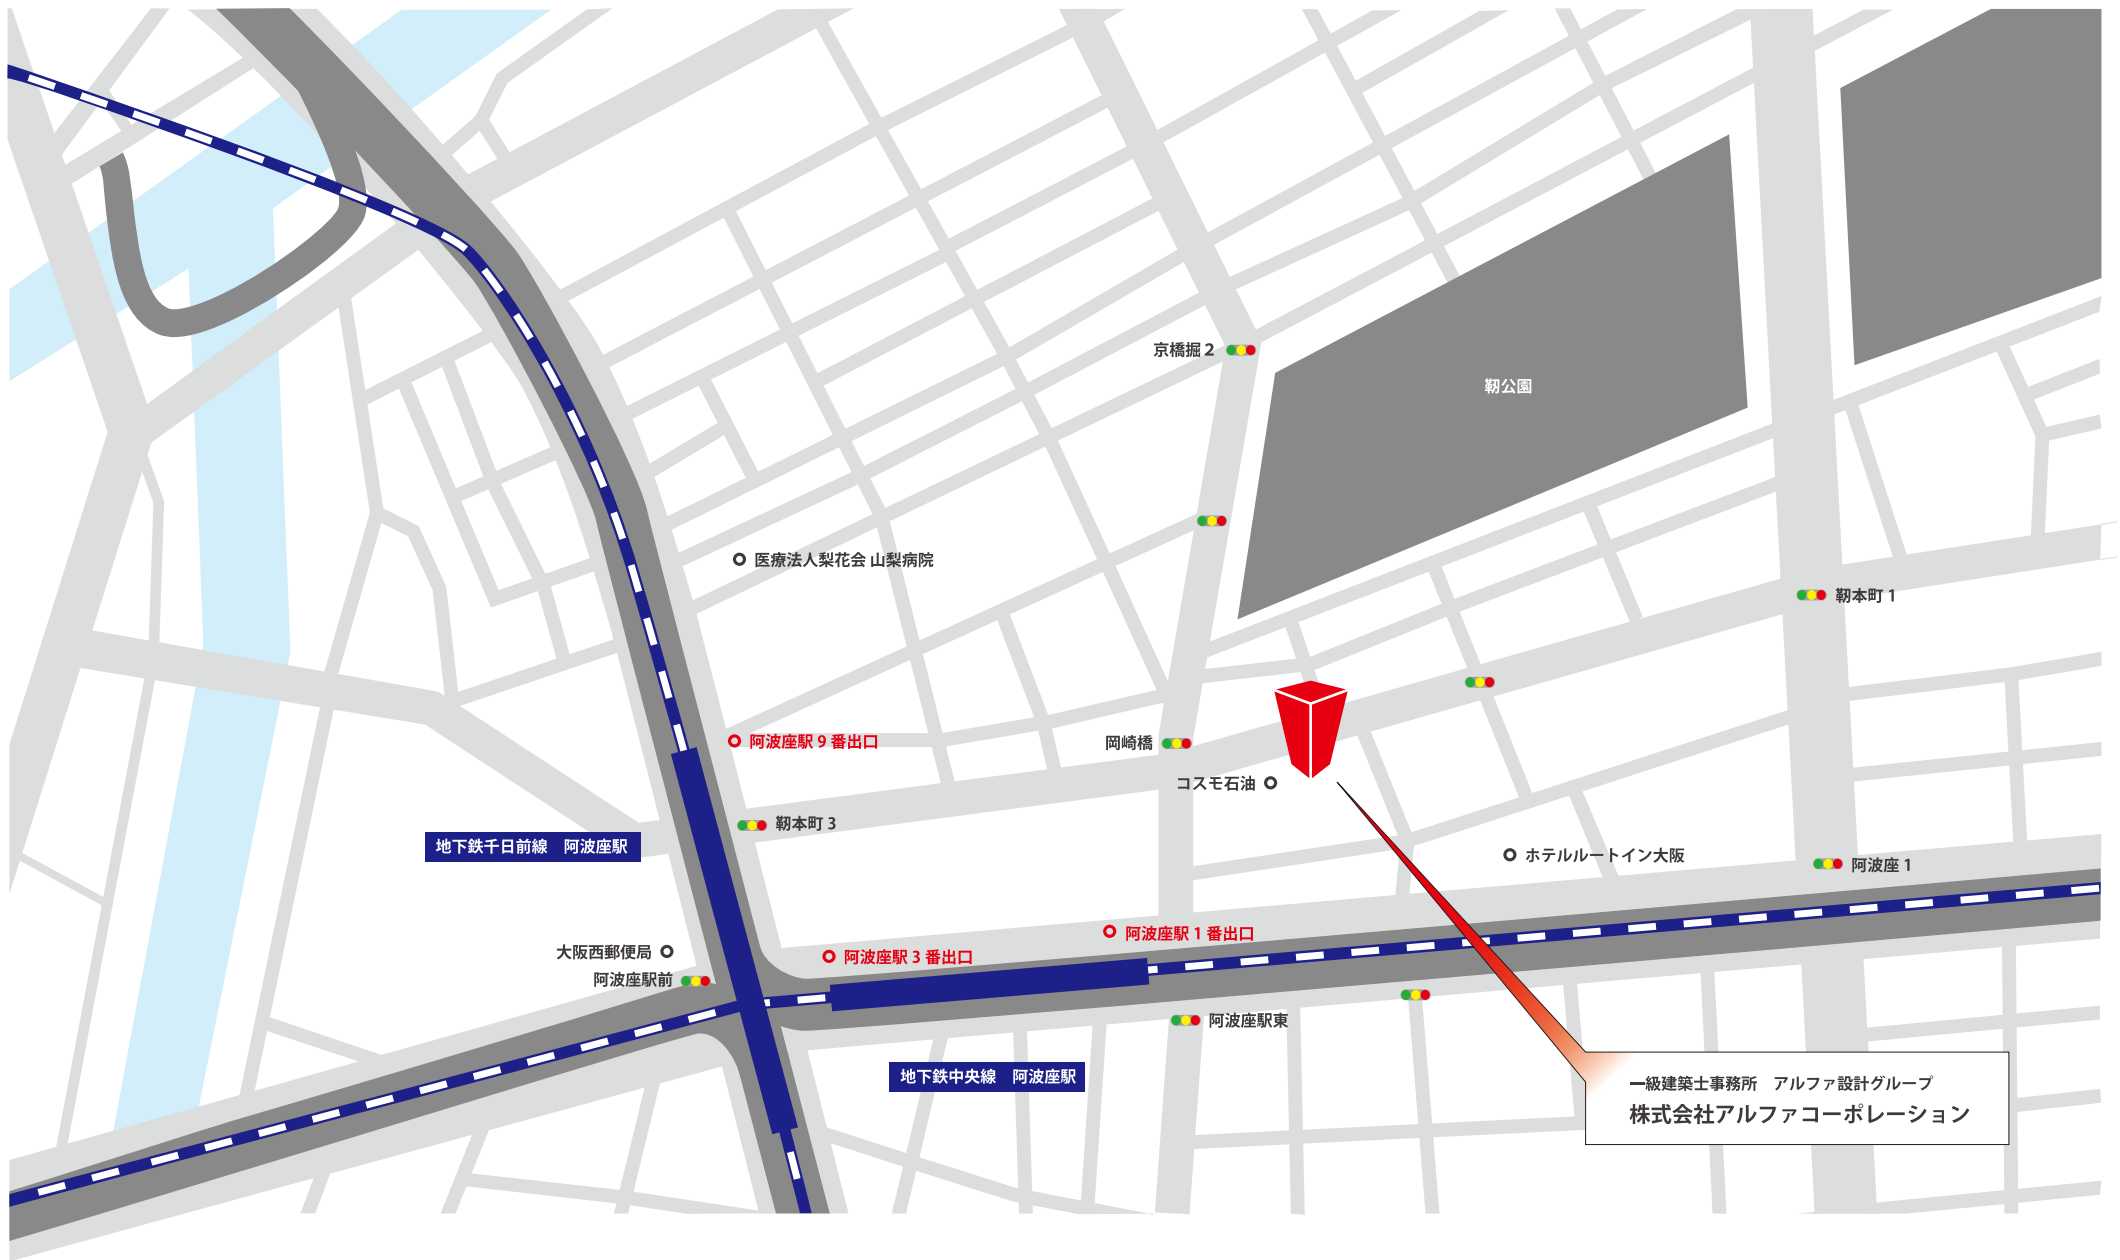 京橋掘 2
靭公園
医療法人梨花会 山梨病院
靭本町 1
阿波座駅 9 番出口
岡崎橋
コスモ石油
靭本町 3
地下鉄千日前線　阿波座駅
ホテルルートイン大阪
阿波座 1
阿波座駅 1 番出口
大阪西郵便局
阿波座駅 3 番出口
阿波座駅前
阿波座駅東
地下鉄中央線　阿波座駅
一級建築士事務所　アルファ設計グループ
株式会社アルファコーポレーション